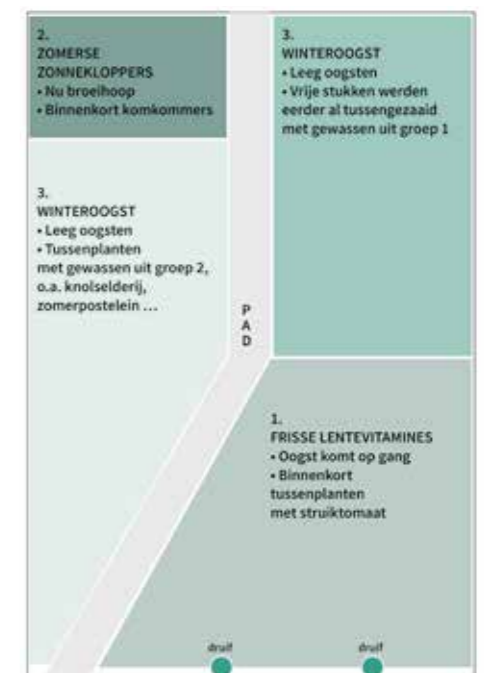 2.
ZOMERSE
ZONNEKLOPPERS
• Nu broeihoop
• Binnenkort komkommers
3.
WINTEROOGST
• Leeg oogsten
• Vrije stukken werden
eerder al tussengezaaid
met gewassen uit groep 1
3.
WINTEROOGST
• Leeg oogsten
• Tussenplanten
met gewassen uit groep 2,
o.a. knolselderij,
zomerpostelein ...
P
A
D
1.
FRISSE LENTEVITAMINES
• Oogst komt op gang
• Binnenkort
tussenplanten
met struiktomaat
druif
druif